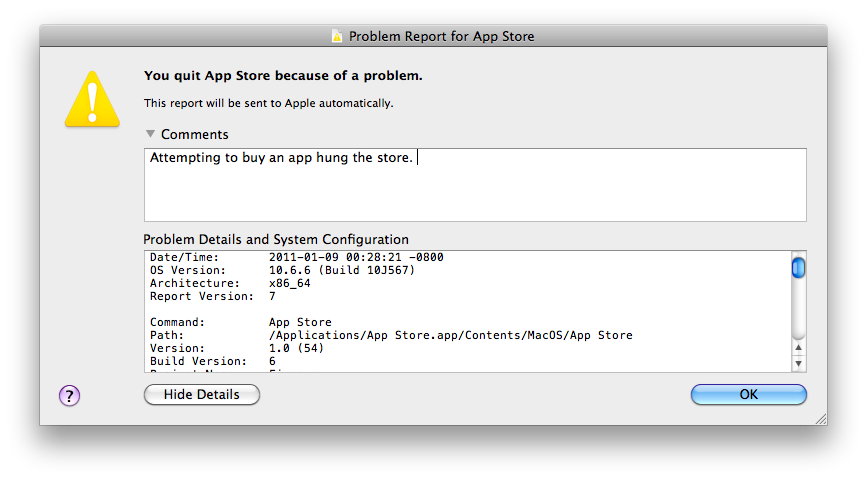 Problem Report for App Store
You quit App Store because of a problem.
This report will be sent to Apple automatically.
Comments
Attempting to buy an app hung the store.
Problem Details and System Configuration
Date/Time: 2011-01-09 00:28:21 -0800
OS Version: 10.6.6 (Build 10J567)
Architecture: x86_64
Report Version: 7
Command: App Store
Path: /Applications/App Store.app/Contents/MacOS/App Store
Version: 1.0 (54)
Build Version: 6
?
Hide Details
OK